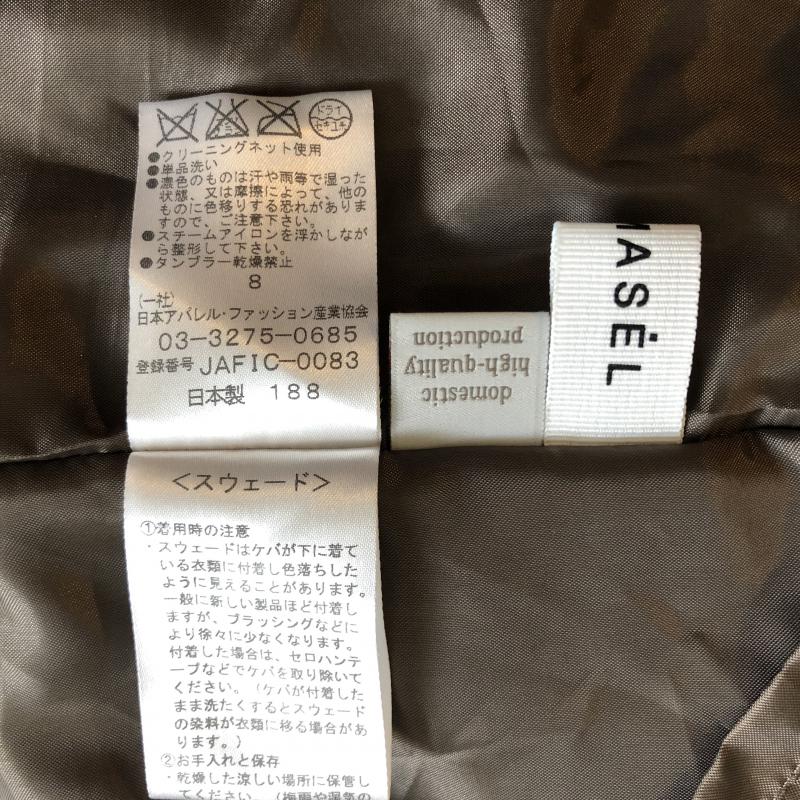 ドライ
セキユ系
●クリーニングネット使用
●単品洗い
●濃色のものは汗や雨等で湿った
状態、又は摩擦によって、他の
ものに色移りする恐れがありま
すので、ご注意下さい。
●スチームアイロンを浮かしなが
ら整形して下さい。
●タンブラー乾燥禁止
8
(一社)
日本アパレル・ファッション産業協会
03-3275-0685
登録番号 JAFIC-0083
日本製 188
<スウェード>
①着用時の注意
・スウェードはケバが下に着て
いる衣類に付着し色落ちした
ように見えることがあります。
一般に新しい製品ほど付着し
ますが、ブラッシングなどに
より徐々に少なくなります。
付着した場合は、セロハンテ
ープなどでケバを取り除いて
ください。(ケバが付着した
まま洗たくするとスウェード
の染料が衣類に移る場合があ
ります。)
②お手入れと保存
・乾燥した涼しい場所に保管し
てください。(梅雨や湿気の
domestic
high-quality
production
MASĖL